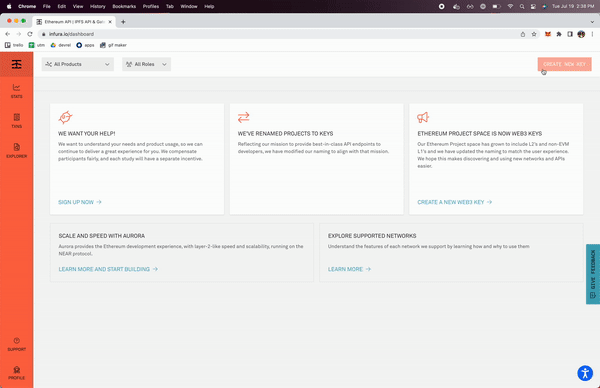 Chrome File Edit View History Bookmarks Profiles Tab Window Help
Tue Jul 19 2:38 PM
Ethereum API | IPFS API & Ga
infura.io/dashboard
trello utm devrel apps gif maker
All Products
All Roles
CREATE NEW KEY
STATS
TXNS
EXPLORER
SUPPORT
PROFILE
WE WANT YOUR HELP!
We want to understand your needs and product usage, so we can
continue to deliver a great experience for you. We compensate
participants fairly, and each study will have a separate incentive.
SIGN UP NOW →
WE'VE RENAMED PROJECTS TO KEYS
Reflecting our mission to provide best-in-class API endpoints to
developers, we have modified our naming to align with that mission.
ETHEREUM PROJECT SPACE IS NOW WEB3 KEYS
Our Ethereum Project space has grown to include L2's and non-EVM
L1's and we have updated the naming to match the user experience.
We hope this makes discovering and using new networks and APIs
easier.
CREATE A NEW WEB3 KEY →
SCALE AND SPEED WITH AURORA
Aurora provides the Ethereum development experience, with layer-2-like speed and scalability, running on the
NEAR protocol.
LEARN MORE AND START BUILDING →
EXPLORE SUPPORTED NETWORKS
Understand the features of each network we support by learning how and why to use them
LEARN MORE →
GIVE FEEDBACK